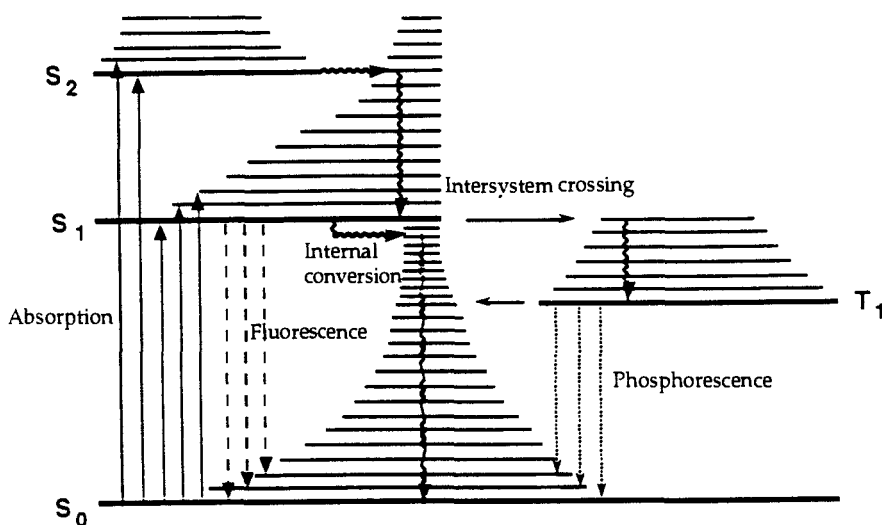 S2
Intersystem crossing
S1
Internal
conversion
T1
Absorption
Fluorescence
Phosphorescence
S0